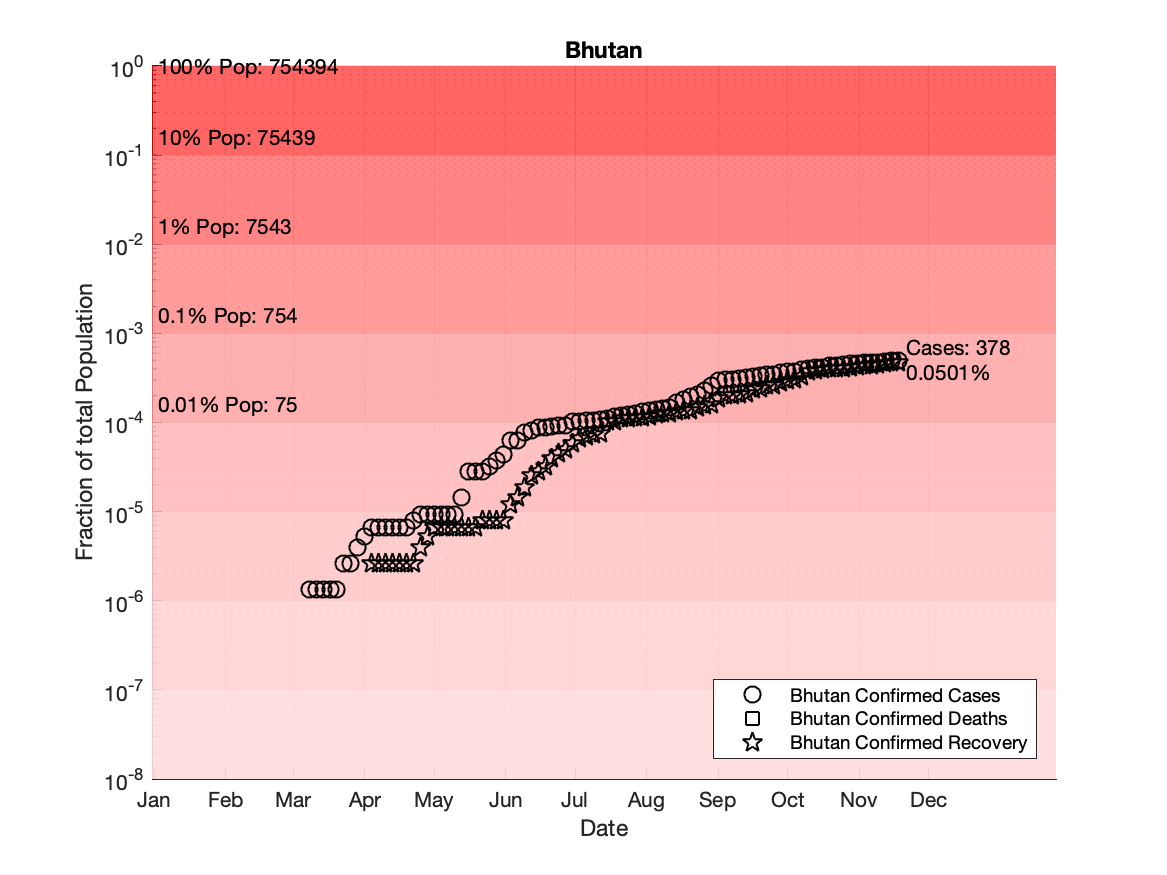 Bhutan
10^0
100% Pop: 754394
10% Pop: 75439
10^-1
1% Pop: 7543
10^-2
0.1% Pop: 754
10^-3
Cases: 378
0.0501%
0.01% Pop: 75
10^-4
10^-5
10^-6
10^-7
10^-8
Fraction of total Population
Bhutan Confirmed Cases
Bhutan Confirmed Deaths
Bhutan Confirmed Recovery
Jan Feb Mar Apr May Jun Jul Aug Sep Oct Nov Dec
Date